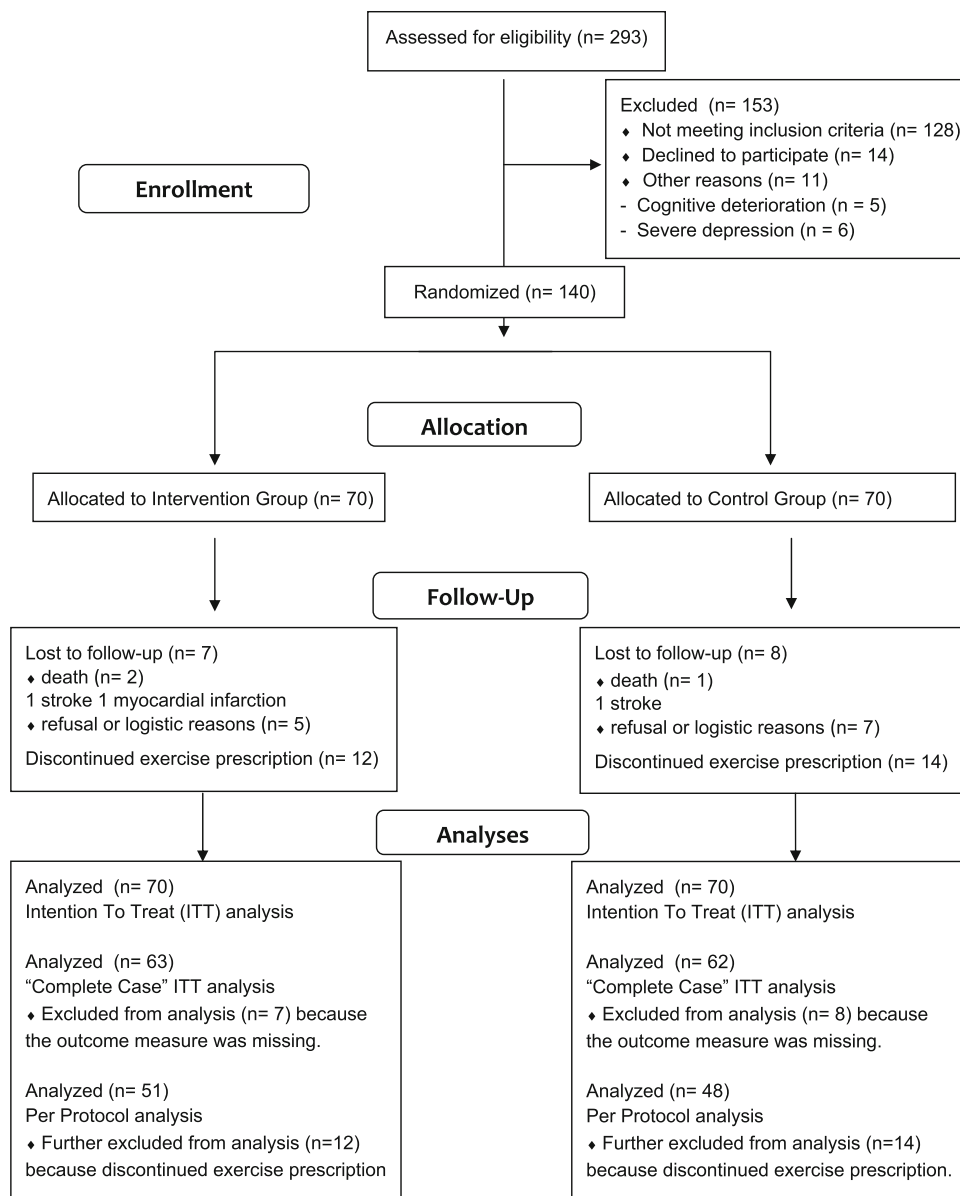 Assessed for eligibility (n= 293)
Excluded (n= 153)
♦ Not meeting inclusion criteria (n= 128)
♦ Declined to participate (n= 14)
♦ Other reasons (n= 11)
- Cognitive deterioration (n = 5)
- Severe depression (n = 6)
Enrollment
Randomized (n= 140)
Allocation
Allocated to Intervention Group (n= 70)
Allocated to Control Group (n= 70)
Follow-Up
Lost to follow-up (n= 7)
♦ death (n= 2)
1 stroke 1 myocardial infarction
♦ refusal or logistic reasons (n= 5)
Discontinued exercise prescription (n= 12)
Lost to follow-up (n= 8)
♦ death (n= 1)
1 stroke
♦ refusal or logistic reasons (n= 7)
Discontinued exercise prescription (n= 14)
Analyses
Analyzed (n= 70)
Intention To Treat (ITT) analysis
Analyzed (n= 63)
“Complete Case” ITT analysis
♦ Excluded from analysis (n= 7) because
the outcome measure was missing.
Analyzed (n= 51)
Per Protocol analysis
♦ Further excluded from analysis (n=12)
because discontinued exercise prescription
Analyzed (n= 70)
Intention To Treat (ITT) analysis
Analyzed (n= 62)
“Complete Case” ITT analysis
♦ Excluded from analysis (n= 8) because
the outcome measure was missing.
Analyzed (n= 48)
Per Protocol analysis
♦ Further excluded from analysis (n=14)
because discontinued exercise prescription.